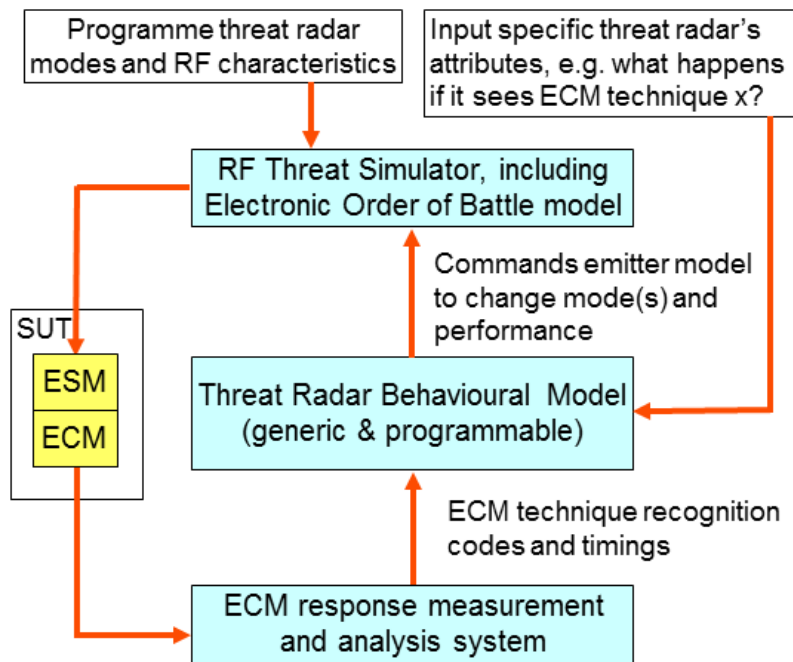 Programme threat radar
modes and RF characteristics
Input specific threat radar's
attributes, e.g. what happens
if it sees ECM technique x?
RF Threat Simulator, including
Electronic Order of Battle model
Commands emitter model
to change mode(s) and
performance
SUT
ESM
ECM
Threat Radar Behavioural Model
(generic & programmable)
ECM technique recognition
codes and timings
ECM response measurement
and analysis system